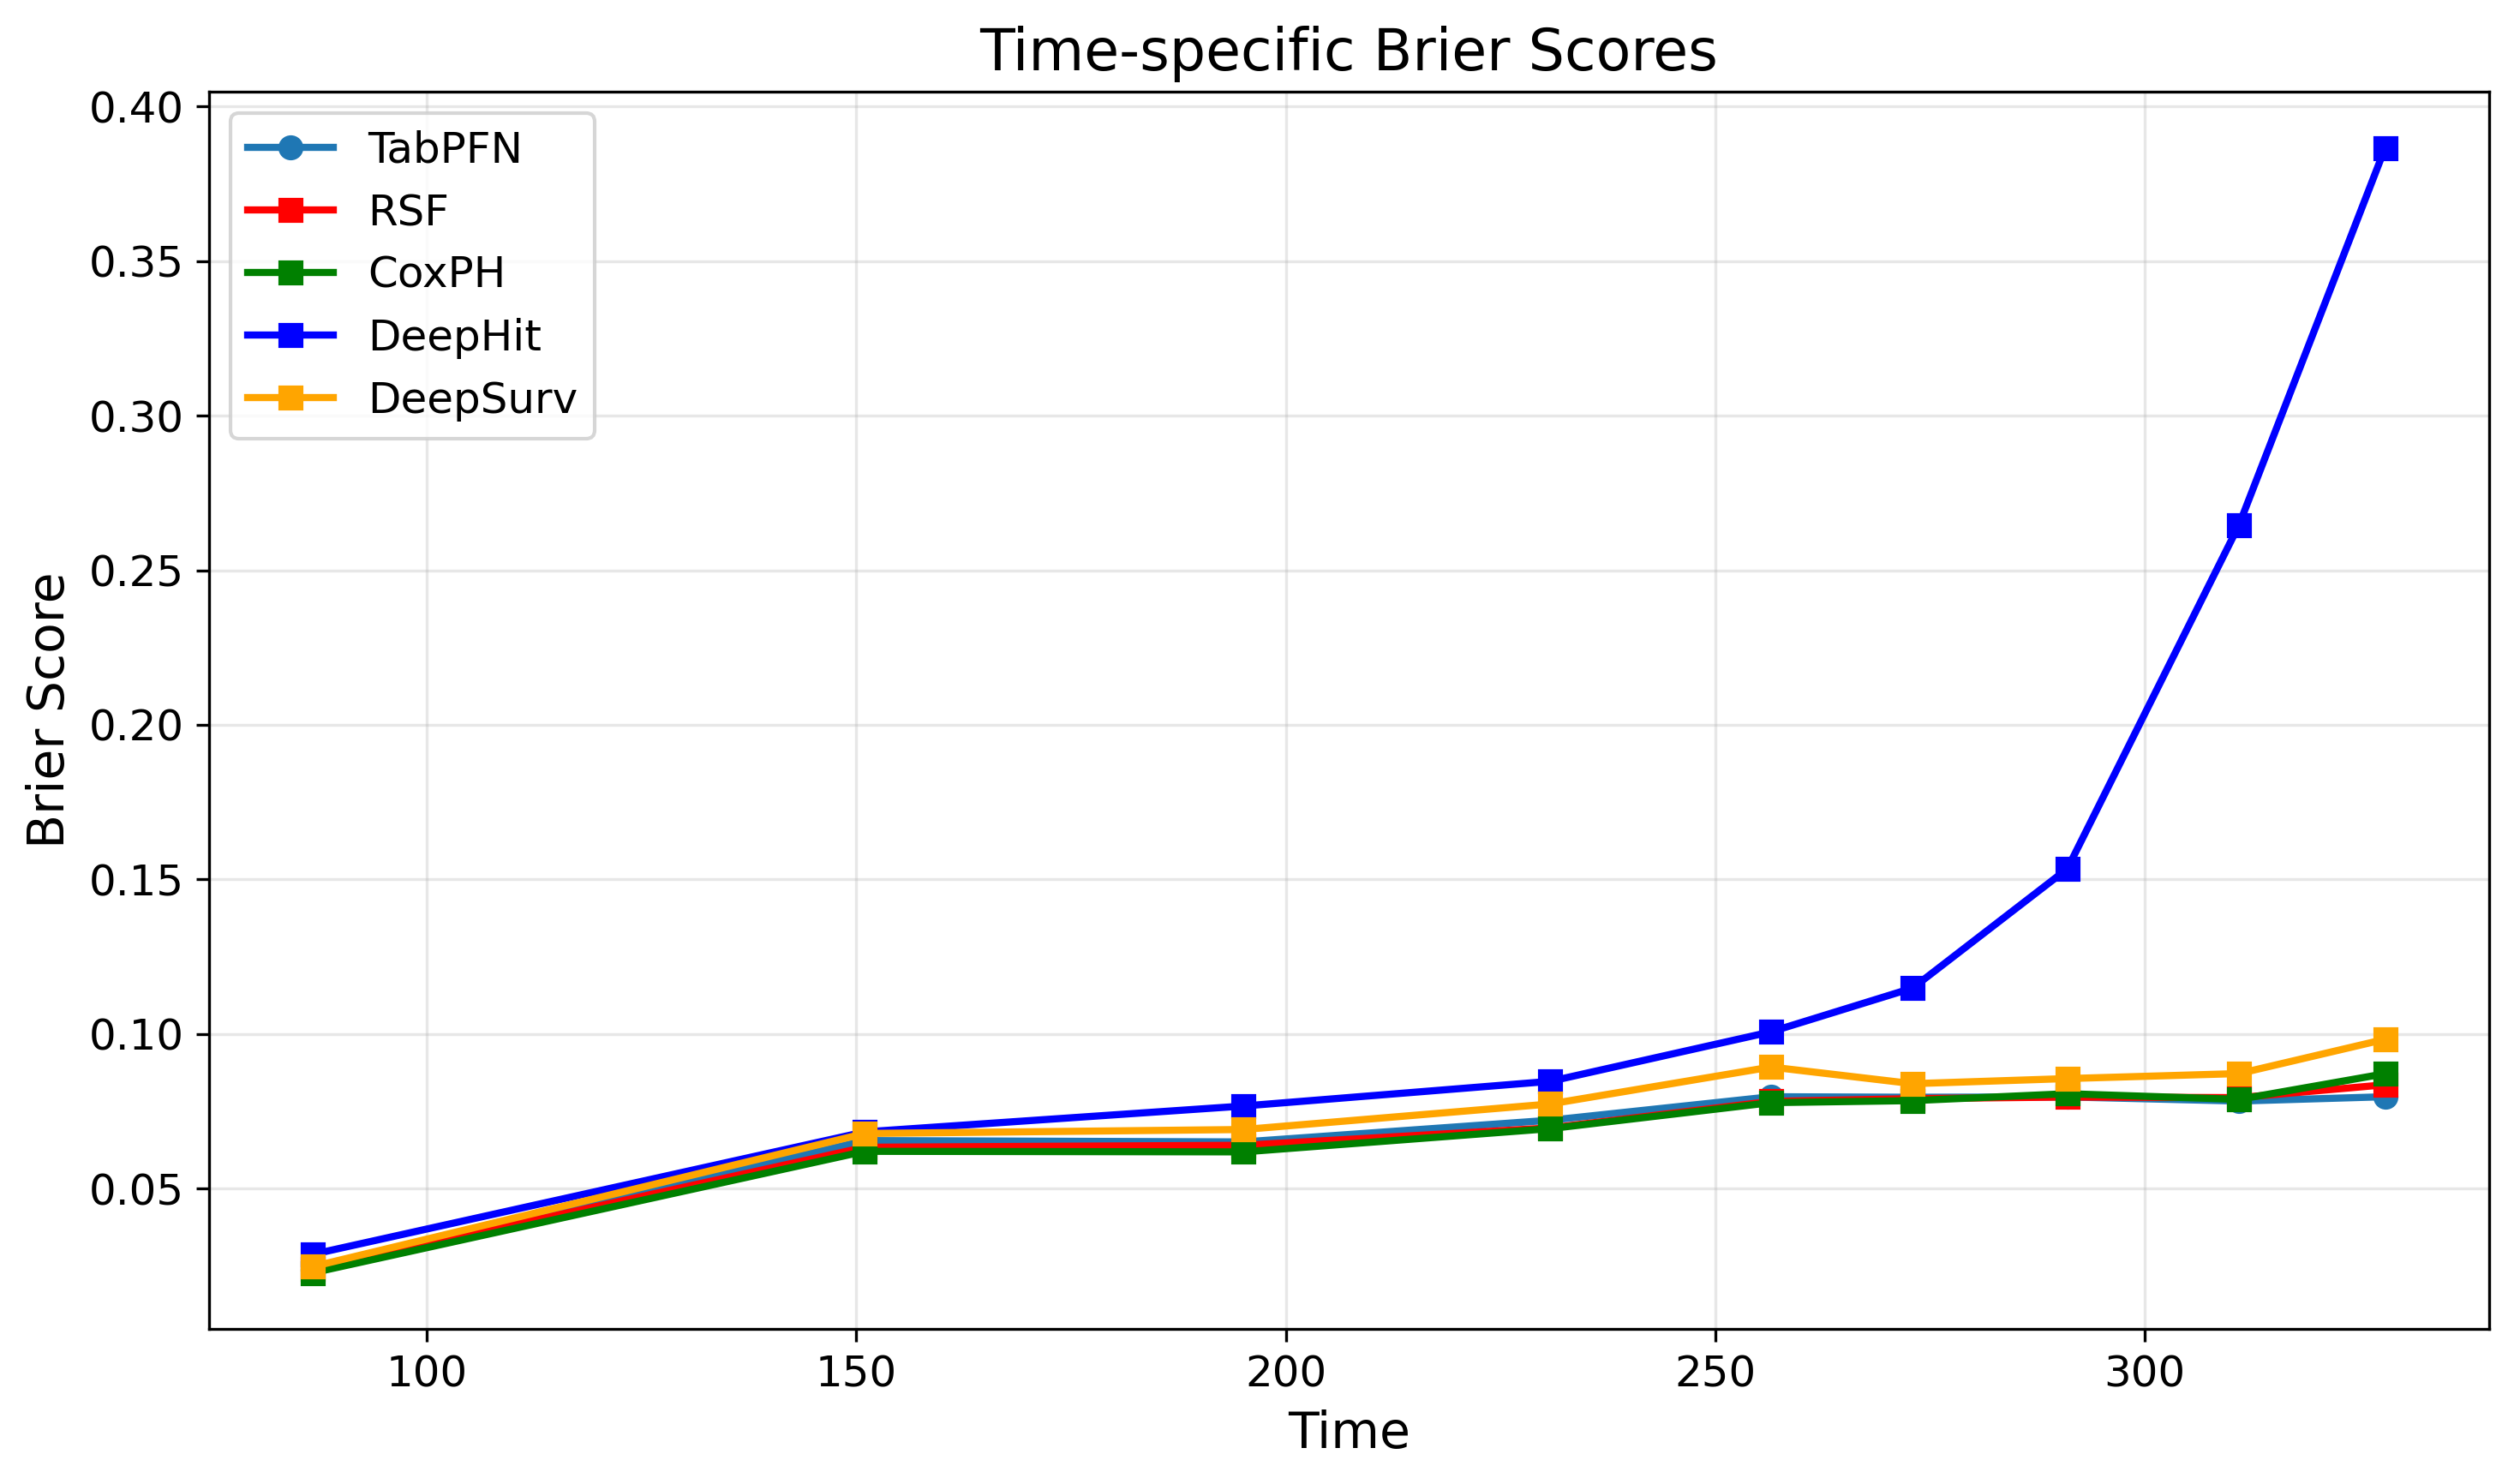 Time-specific Brier Scores
0.40
0.35
0.30
0.25
0.20
0.15
0.10
0.05
Brier Score
TabPFN
RSF
CoxPH
DeepHit
DeepSurv
100 150 200 250 300
Time